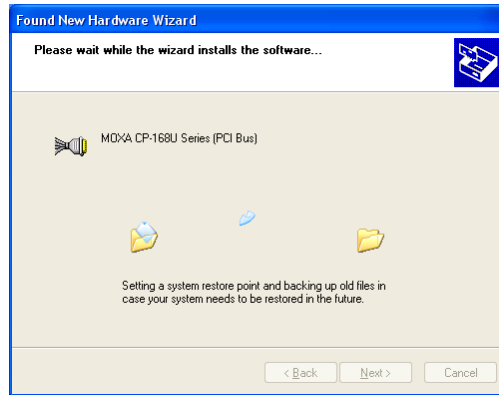 Found New Hardware Wizard
Please wait while the wizard installs the software...
MOXA CP-168U Series (PCI Bus)
Setting a system restore point and backing up old files in
case your system needs to be restored in the future.
< Back Next > Cancel